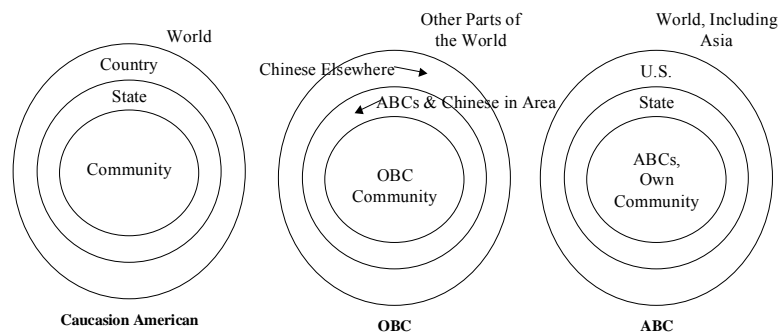 World
Country
State
Community
Caucasion American
Other Parts of
the World
Chinese Elsewhere
ABCs & Chinese in Area
OBC
Community
OBC
World, Including
Asia
U.S.
State
ABCs,
Own
Community
ABC